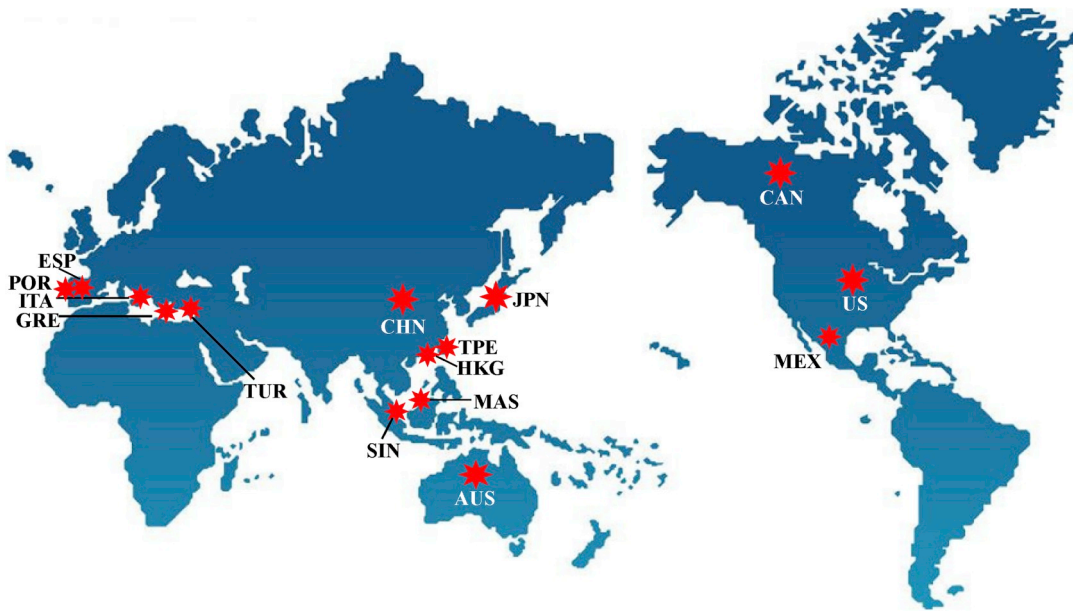 CAN
ESP
POR
ITA
GRE
TUR
CHN
JPN
TPE
HKG
MAS
SIN
AUS
US
MEX